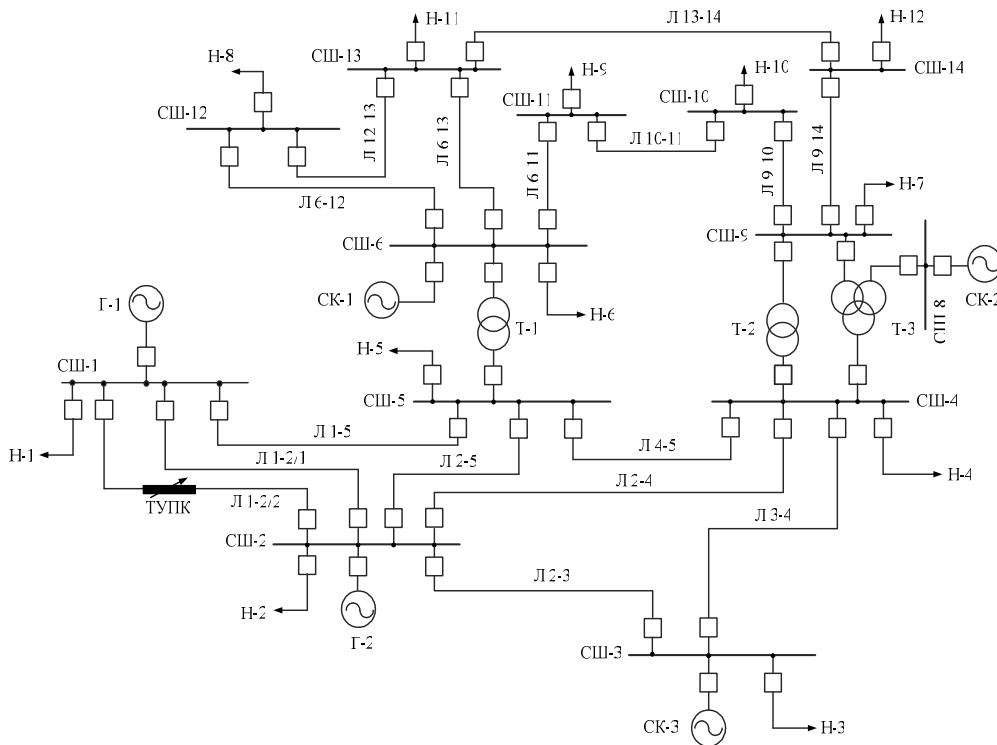 Л 13-14
Н-11
Н-12
Н-8
СШ-13
СШ-14
Н-9
Н-10
СШ-12
СШ-11
СШ-10
Л 12 13
Л 6 13
Л 6 11
Л 10-11
Л 9 10
Л 9 14
Н-7
Л 6-12
СШ-6
СШ-9
СК-1
СК-2
Г-1
Н-6
Т-1
Т-2
Т-3
СШ 8
Н-5
СШ-1
СШ-5
СШ-4
Л 1-5
Н-1
Л 1-2/1
Л 2-5
Л 4-5
Н-4
ТУПК
Л 1-2/2
Л 2-4
Л 3-4
СШ-2
Л 2-3
Н-2
Г-2
СШ-3
СК-3
Н-3